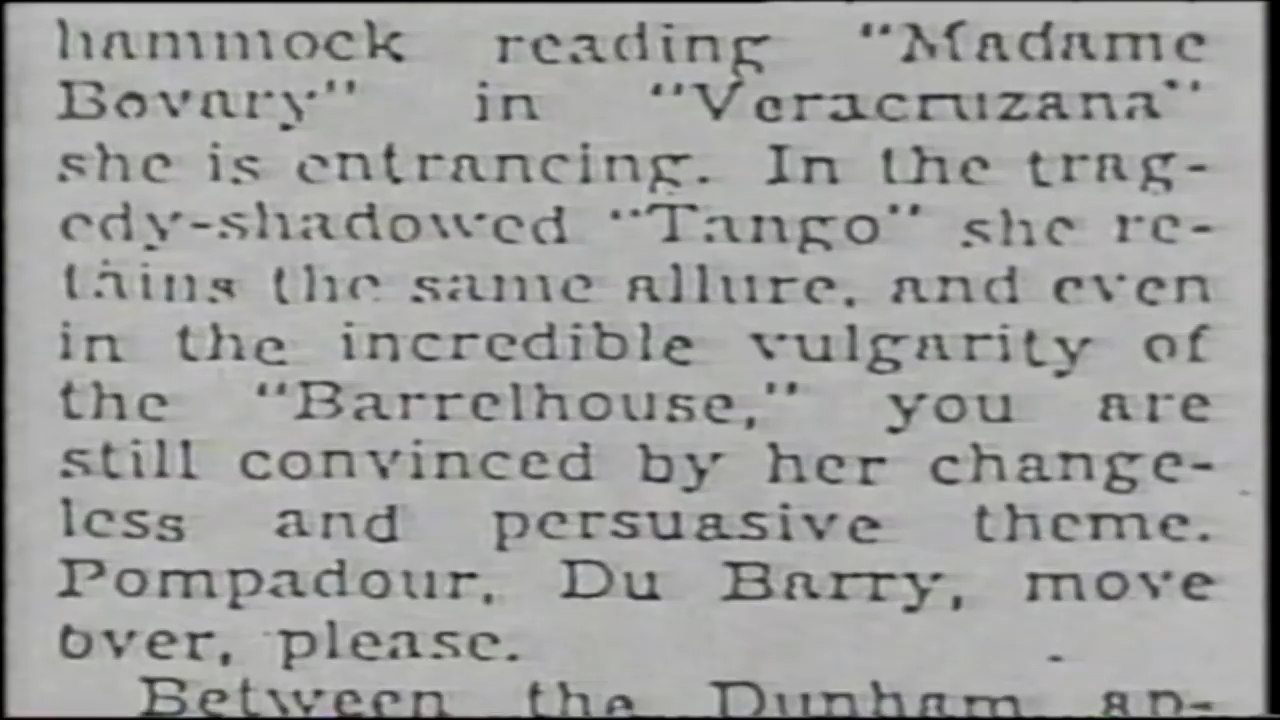 hammock reading "Madame
Bovary" in "Veracruzana"
she is entrancing. In the trag-
edy-shadowed "Tango" she re-
tains the same allure, and even
in the incredible vulgarity of
the "Barrelhouse," you are
still convinced by her change-
less and persuasive theme.
Pompadour, Du Barry, move
over, please.
Between the Dunham ap-